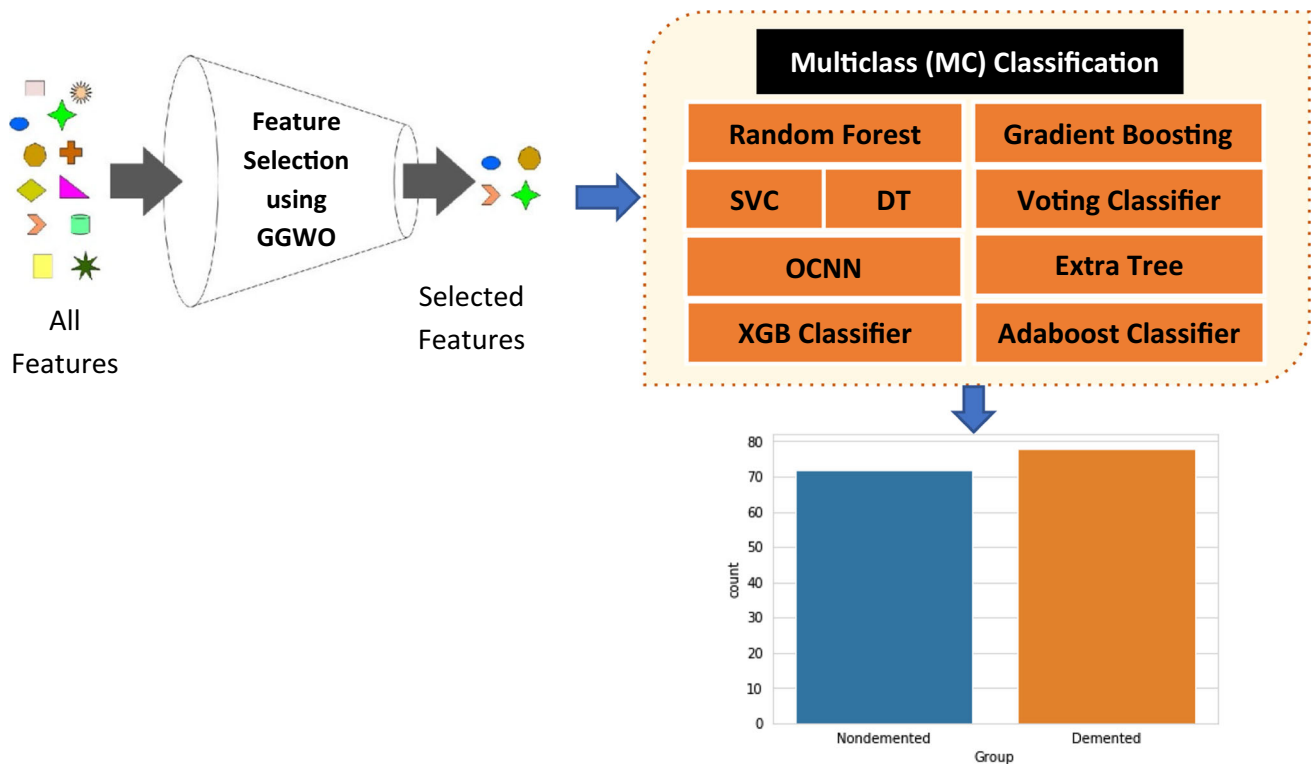 All
Features
Feature
Selection
using
GGWO
Selected
Features
Multiclass (MC) Classification
Random Forest
Gradient Boosting
SVC
DT
Voting Classifier
OCNN
Extra Tree
XGB Classifier
Adaboost Classifier
80
70
60
50
40
30
20
10
0
count
Nondemented
Demented
Group